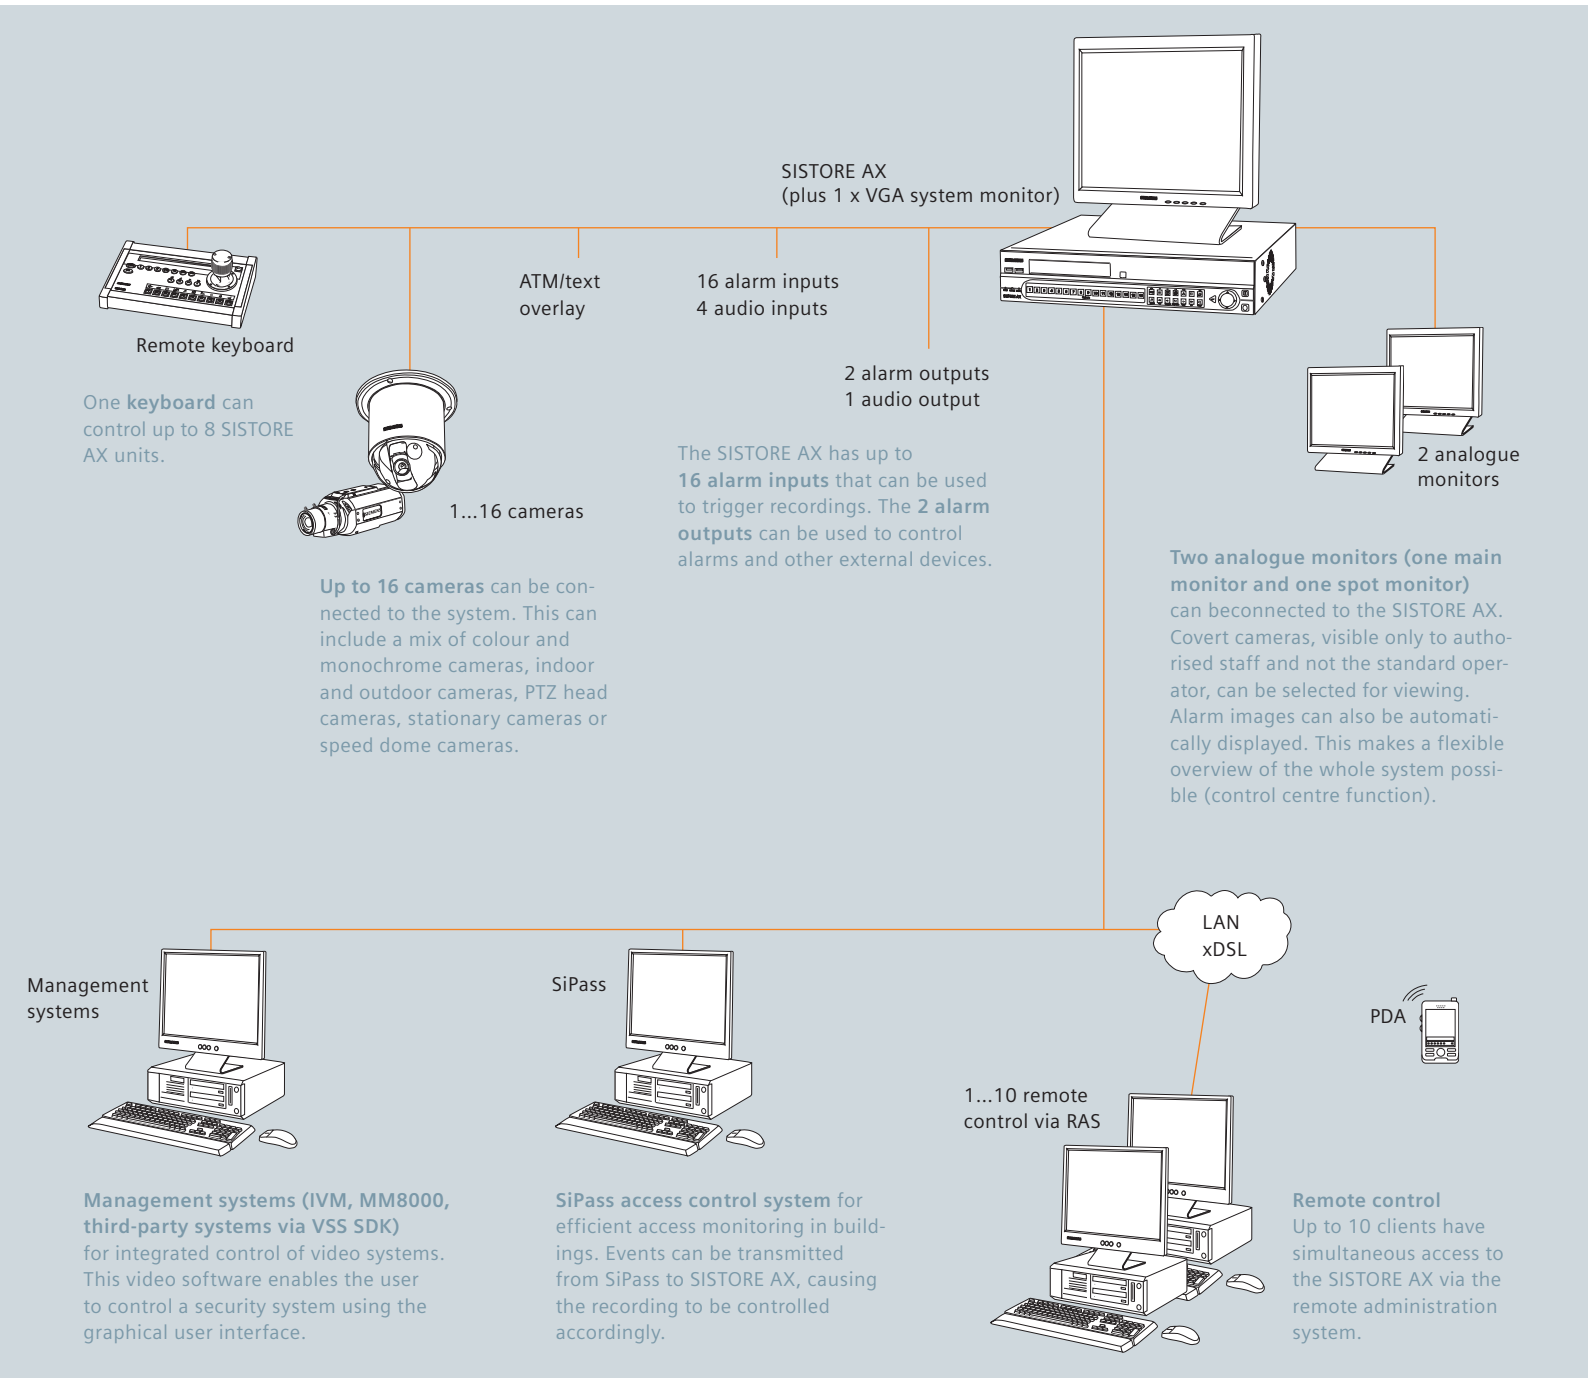 SISTORE AX
(plus 1 x VGA system monitor)
ATM/text
overlay
16 alarm inputs
4 audio inputs
Remote keyboard
2 alarm outputs
1 audio output
One keyboard can
control up to 8 SISTORE
AX units.
1...16 cameras
Up to 16 cameras can be con-
nected to the system. This can
include a mix of colour and
monochrome cameras, indoor
and outdoor cameras, PTZ head
cameras, stationary cameras or
speed dome cameras.
The SISTORE AX has up to
16 alarm inputs that can be used
to trigger recordings. The 2 alarm
outputs can be used to control
alarms and other external devices.
2 analogue
monitors
Two analogue monitors (one main
monitor and one spot monitor)
can beconnected to the SISTORE AX.
Covert cameras, visible only to autho-
rised staff and not the standard oper-
ator, can be selected for viewing.
Alarm images can also be automati-
cally displayed. This makes a flexible
overview of the whole system possi-
ble (control centre function).
LAN
xDSL
Management
systems
SiPass
PDA
1...10 remote
control via RAS
Management systems (IVM, MM8000,
third-party systems via VSS SDK)
for integrated control of video systems.
This video software enables the user
to control a security system using the
graphical user interface.
SiPass access control system for
efficient access monitoring in build-
ings. Events can be transmitted
from SiPass to SISTORE AX, causing
the recording to be controlled
accordingly.
Remote control
Up to 10 clients have
simultaneous access to
the SISTORE AX via the
remote administration
system.